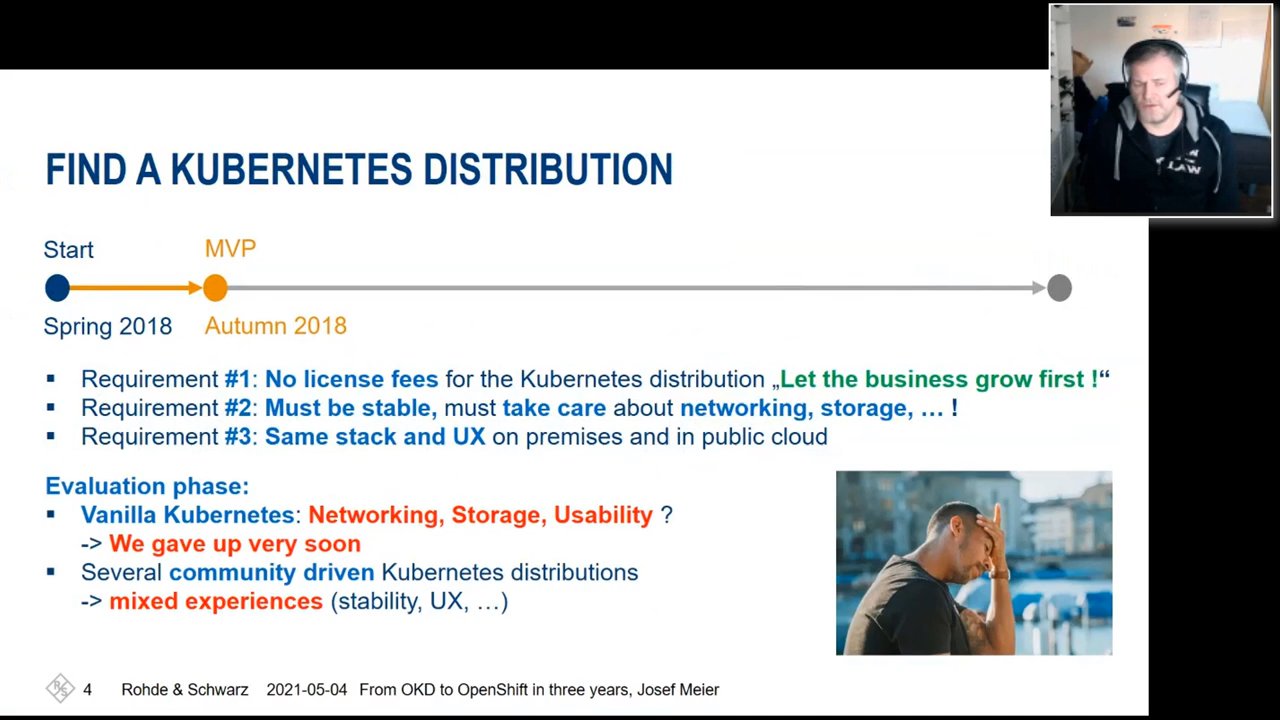 FIND A KUBERNETES DISTRIBUTION
Start
MVP
Spring 2018
Autumn 2018
▪ Requirement #1: No license fees for the Kubernetes distribution „Let the business grow first !“
▪ Requirement #2: Must be stable, must take care about networking, storage, … !
▪ Requirement #3: Same stack and UX on premises and in public cloud
Evaluation phase:
▪ Vanilla Kubernetes: Networking, Storage, Usability ?
-> We gave up very soon
▪ Several community driven Kubernetes distributions
-> mixed experiences (stability, UX, …)
R&S 4 Rohde & Schwarz 2021-05-04 From OKD to OpenShift in three years, Josef Meier
LAW